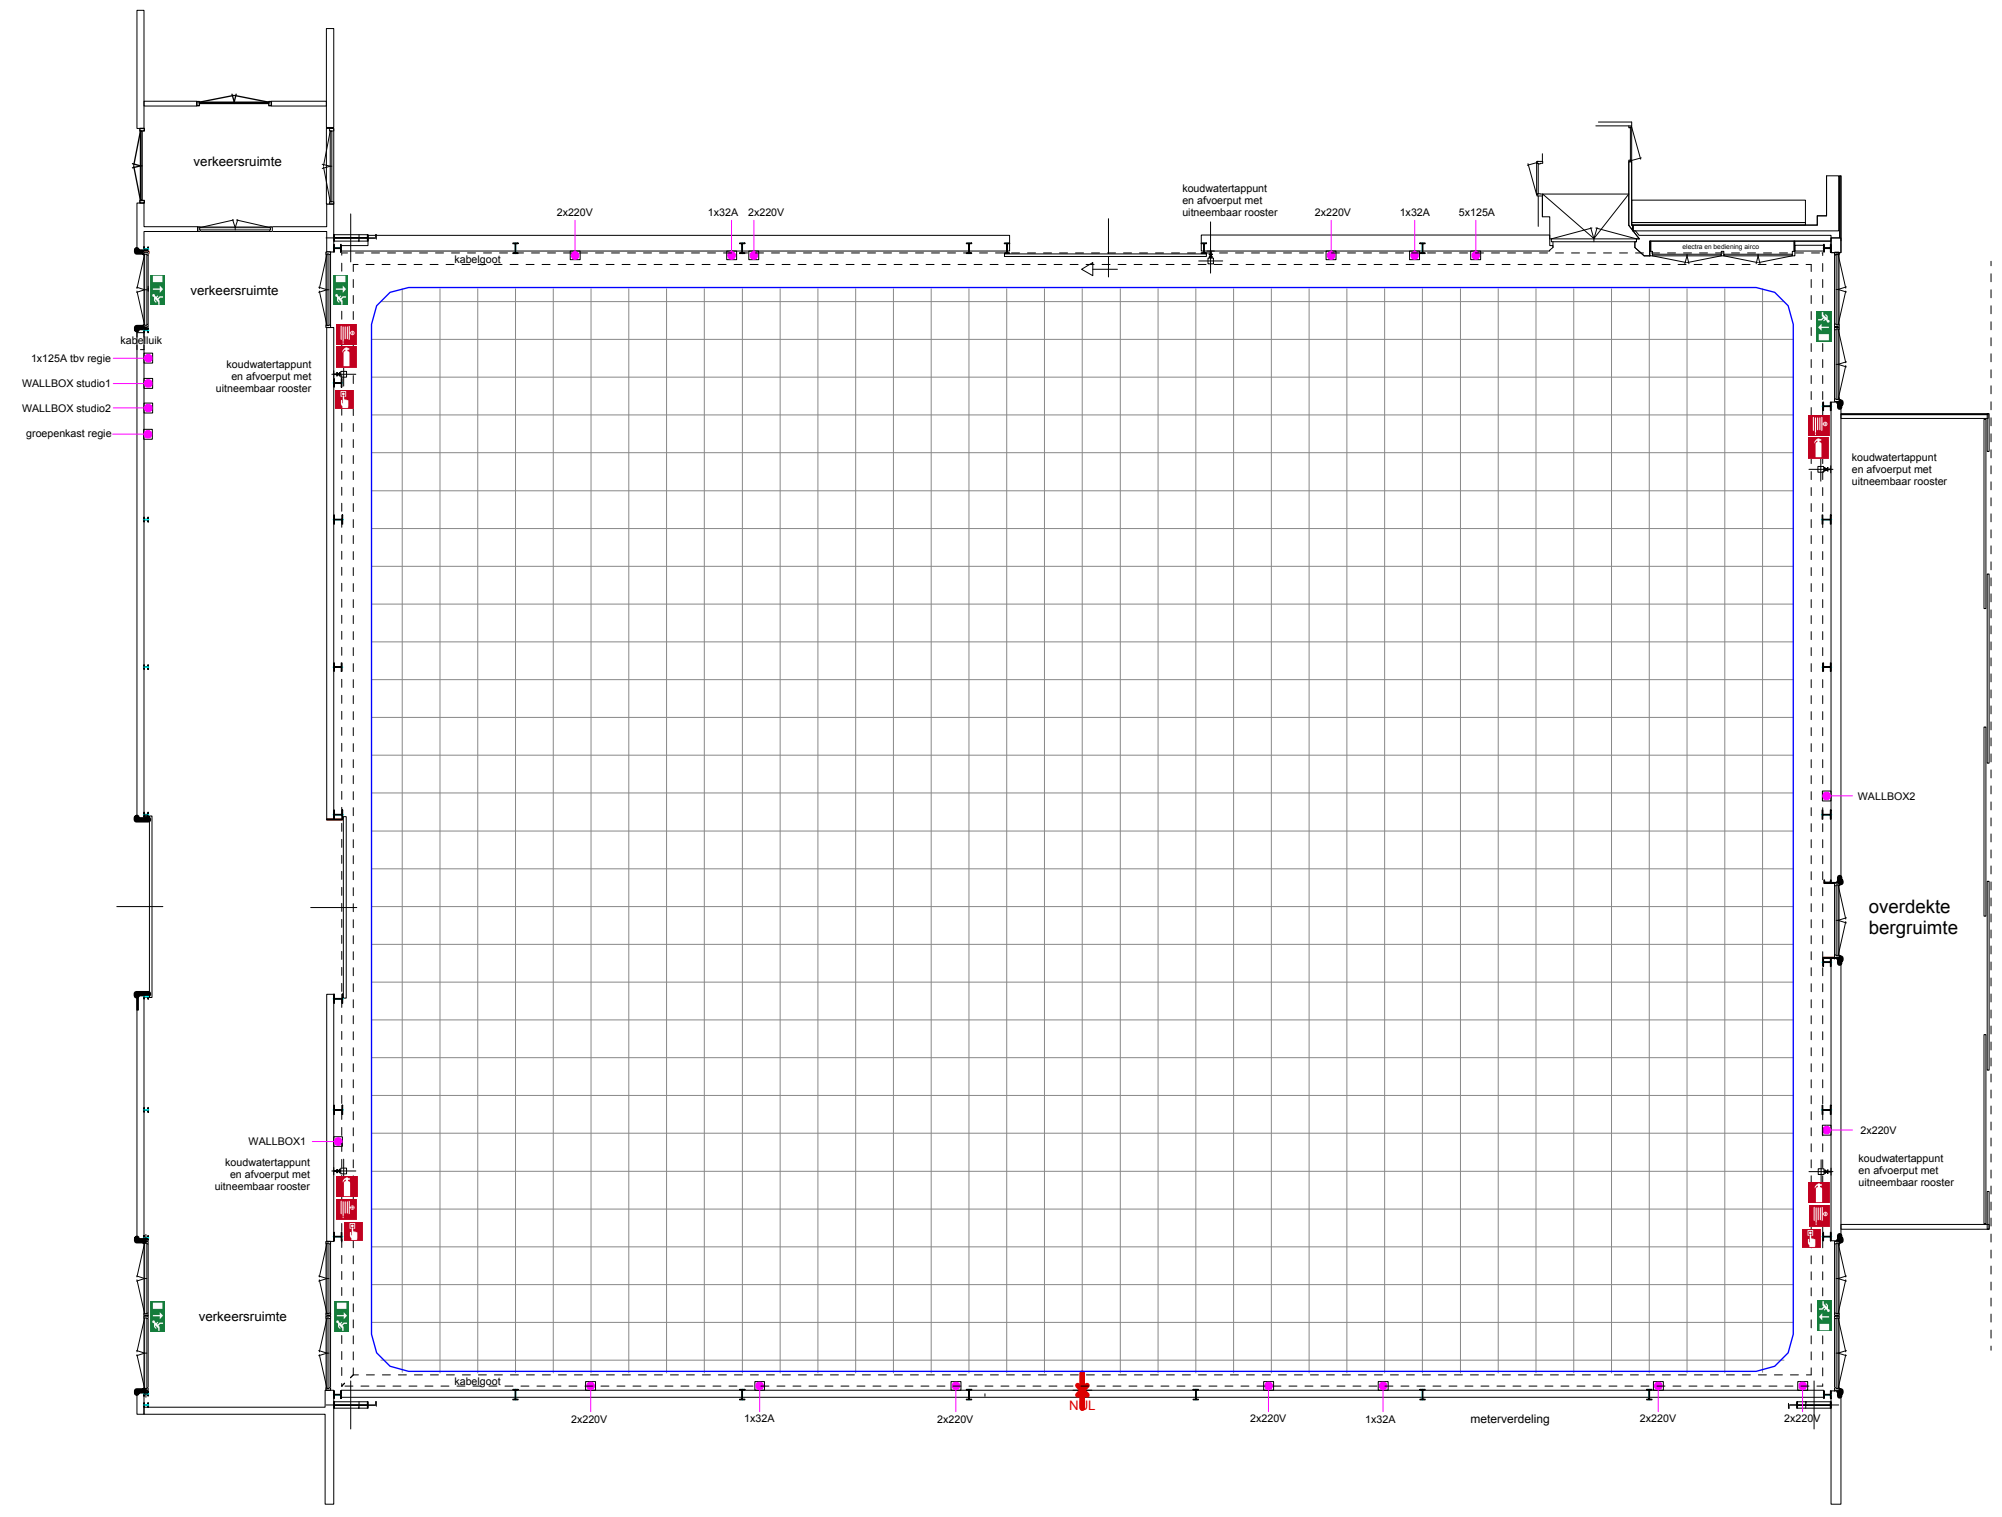 verkeersruimte
koudwatertappunt
en afvoerput met
uitneembaar rooster
2x220V
1x32A
2x220V
2x220V
1x32A
5x125A
electra en bediening airco
kabelgoot
verkeersruimte
kabelluik
1x125A tbv regie
WALLBOX studio1
WALLBOX studio2
groepenkast regie
koudwatertappunt
en afvoerput met
uitneembaar rooster
koudwatertappunt
en afvoerput met
uitneembaar rooster
WALLBOX2
overdekte
bergruimte
WALLBOX1
2x220V
koudwatertappunt
en afvoerput met
uitneembaar rooster
koudwatertappunt
en afvoerput met
uitneembaar rooster
verkeersruimte
kabelgoot
NUL
2x220V
1x32A
2x220V
2x220V
1x32A
meterverdeling
2x220V
2x220V